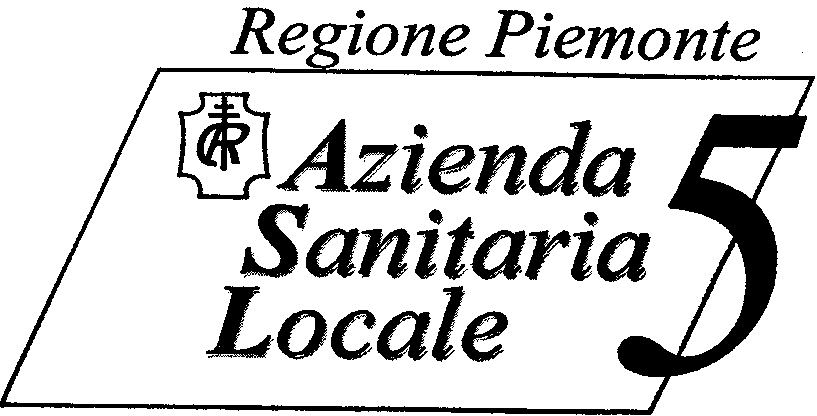 Regione Piemonte
Azienda
Sanitaria
Locale
5